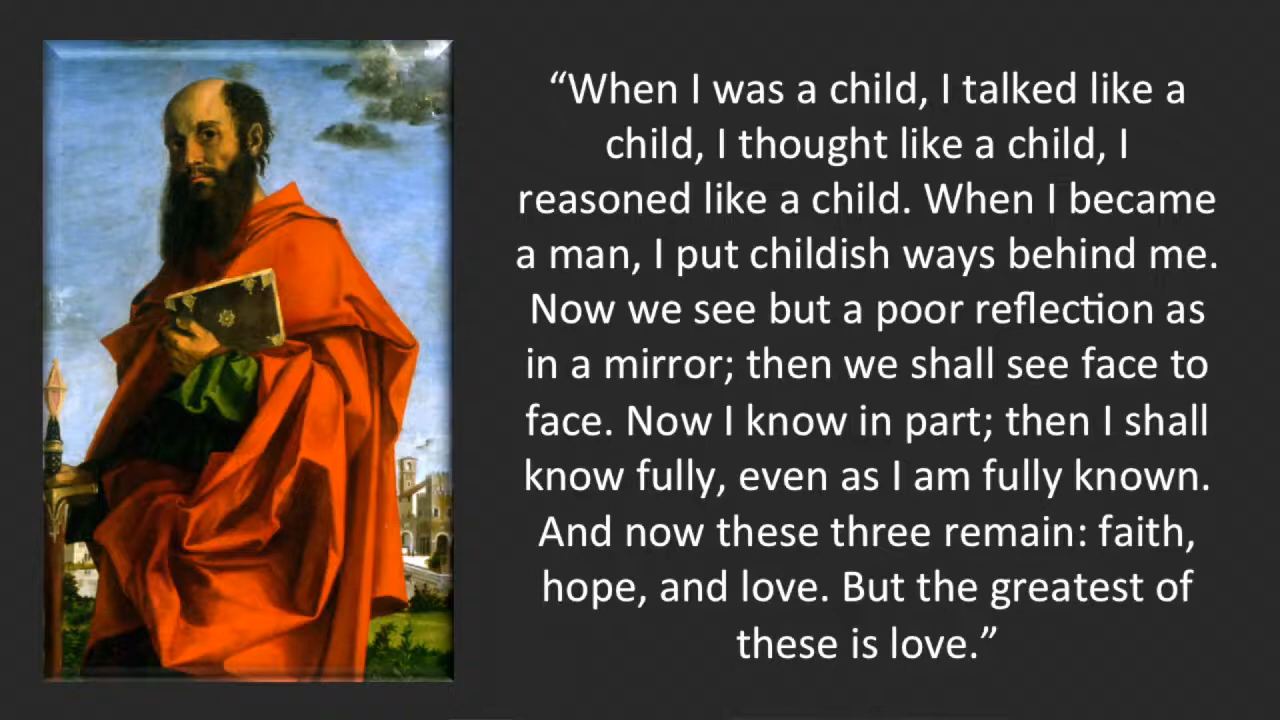 “When I was a child, I talked like a
child, I thought like a child, I
reasoned like a child. When I became
a man, I put childish ways behind me.
Now we see but a poor reflection as
in a mirror; then we shall see face to
face. Now I know in part; then I shall
know fully, even as I am fully known.
And now these three remain: faith,
hope, and love. But the greatest of
these is love.”